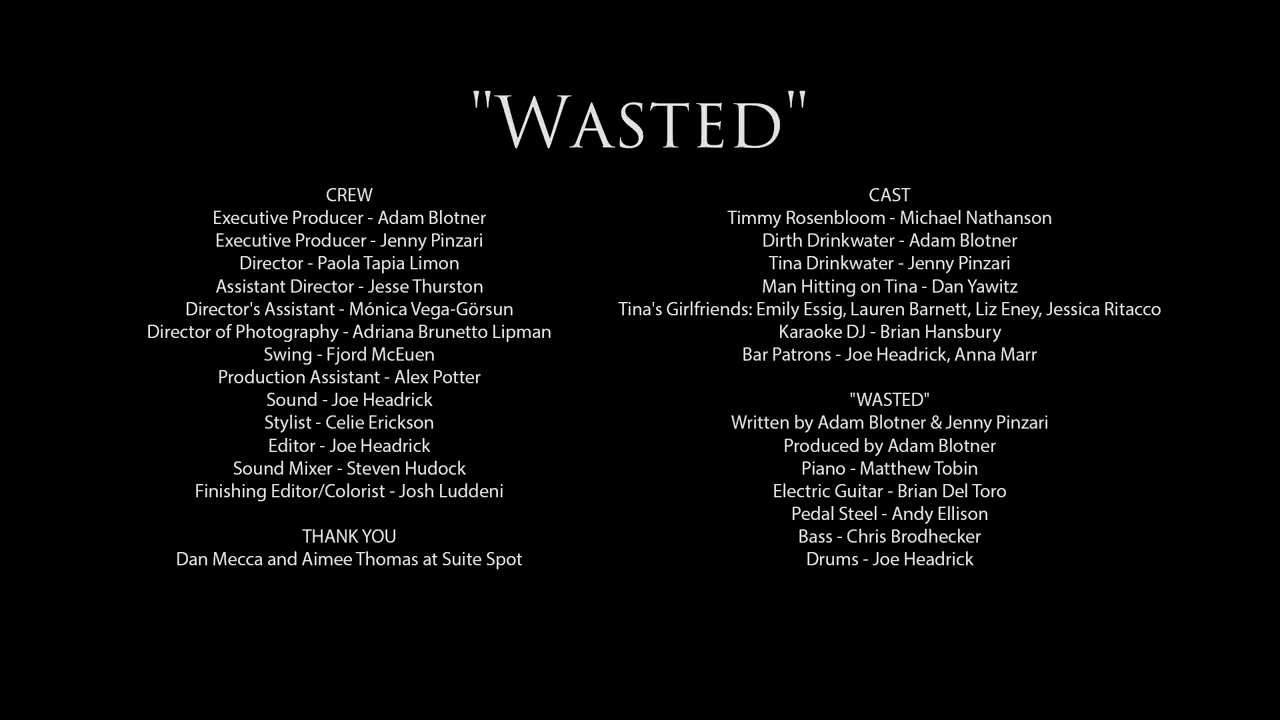 "WASTED"
CREW
Executive Producer - Adam Blotner
Executive Producer - Jenny Pinzari
Director - Paola Tapia Limon
Assistant Director - Jesse Thurston
Director's Assistant - Mónica Vega-Görsun
Director of Photography - Adriana Brunetto Lipman
Swing - Fjord McEuen
Production Assistant - Alex Potter
Sound - Joe Headrick
Stylist - Celie Erickson
Editor - Joe Headrick
Sound Mixer - Steven Hudock
Finishing Editor/Colorist - Josh Luddeni
THANK YOU
Dan Mecca and Aimee Thomas at Suite Spot
CAST
Timmy Rosenbloom - Michael Nathanson
Dirth Drinkwater - Adam Blotner
Tina Drinkwater - Jenny Pinzari
Man Hitting on Tina - Dan Yawitz
Tina's Girlfriends: Emily Essig, Lauren Barnett, Liz Eney, Jessica Ritacco
Karaoke DJ - Brian Hansbury
Bar Patrons - Joe Headrick, Anna Marr
"WASTED"
Written by Adam Blotner & Jenny Pinzari
Produced by Adam Blotner
Piano - Matthew Tobin
Electric Guitar - Brian Del Toro
Pedal Steel - Andy Ellison
Bass - Chris Brodhecker
Drums - Joe Headrick